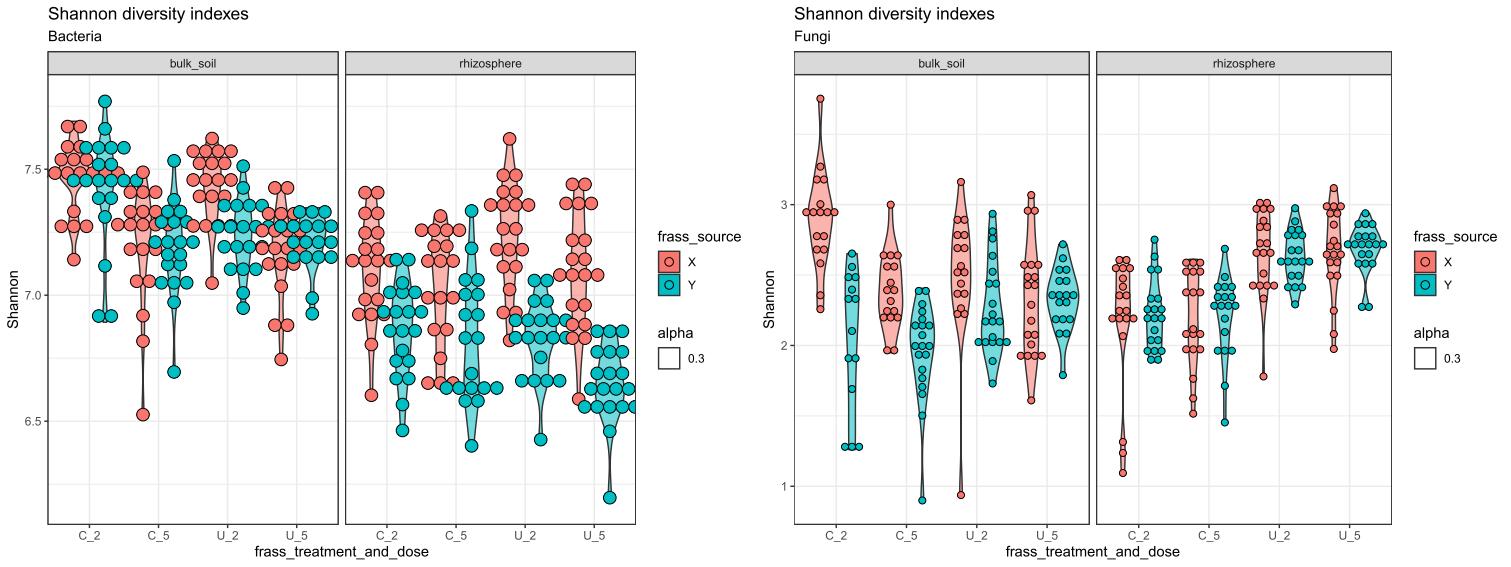 Shannon diversity indexes
Bacteria
bulk_soil
rhizosphere
7.5
7.0
6.5
Shannon
C_2
C_5
U_2
U_5
C_2
C_5
U_2
U_5
frass_treatment_and_dose
frass_source
X
Y
alpha
0.3
Shannon diversity indexes
Fungi
bulk_soil
rhizosphere
3
2
1
Shannon
C_2
C_5
U_2
U_5
C_2
C_5
U_2
U_5
frass_treatment_and_dose
frass_source
X
Y
alpha
0.3